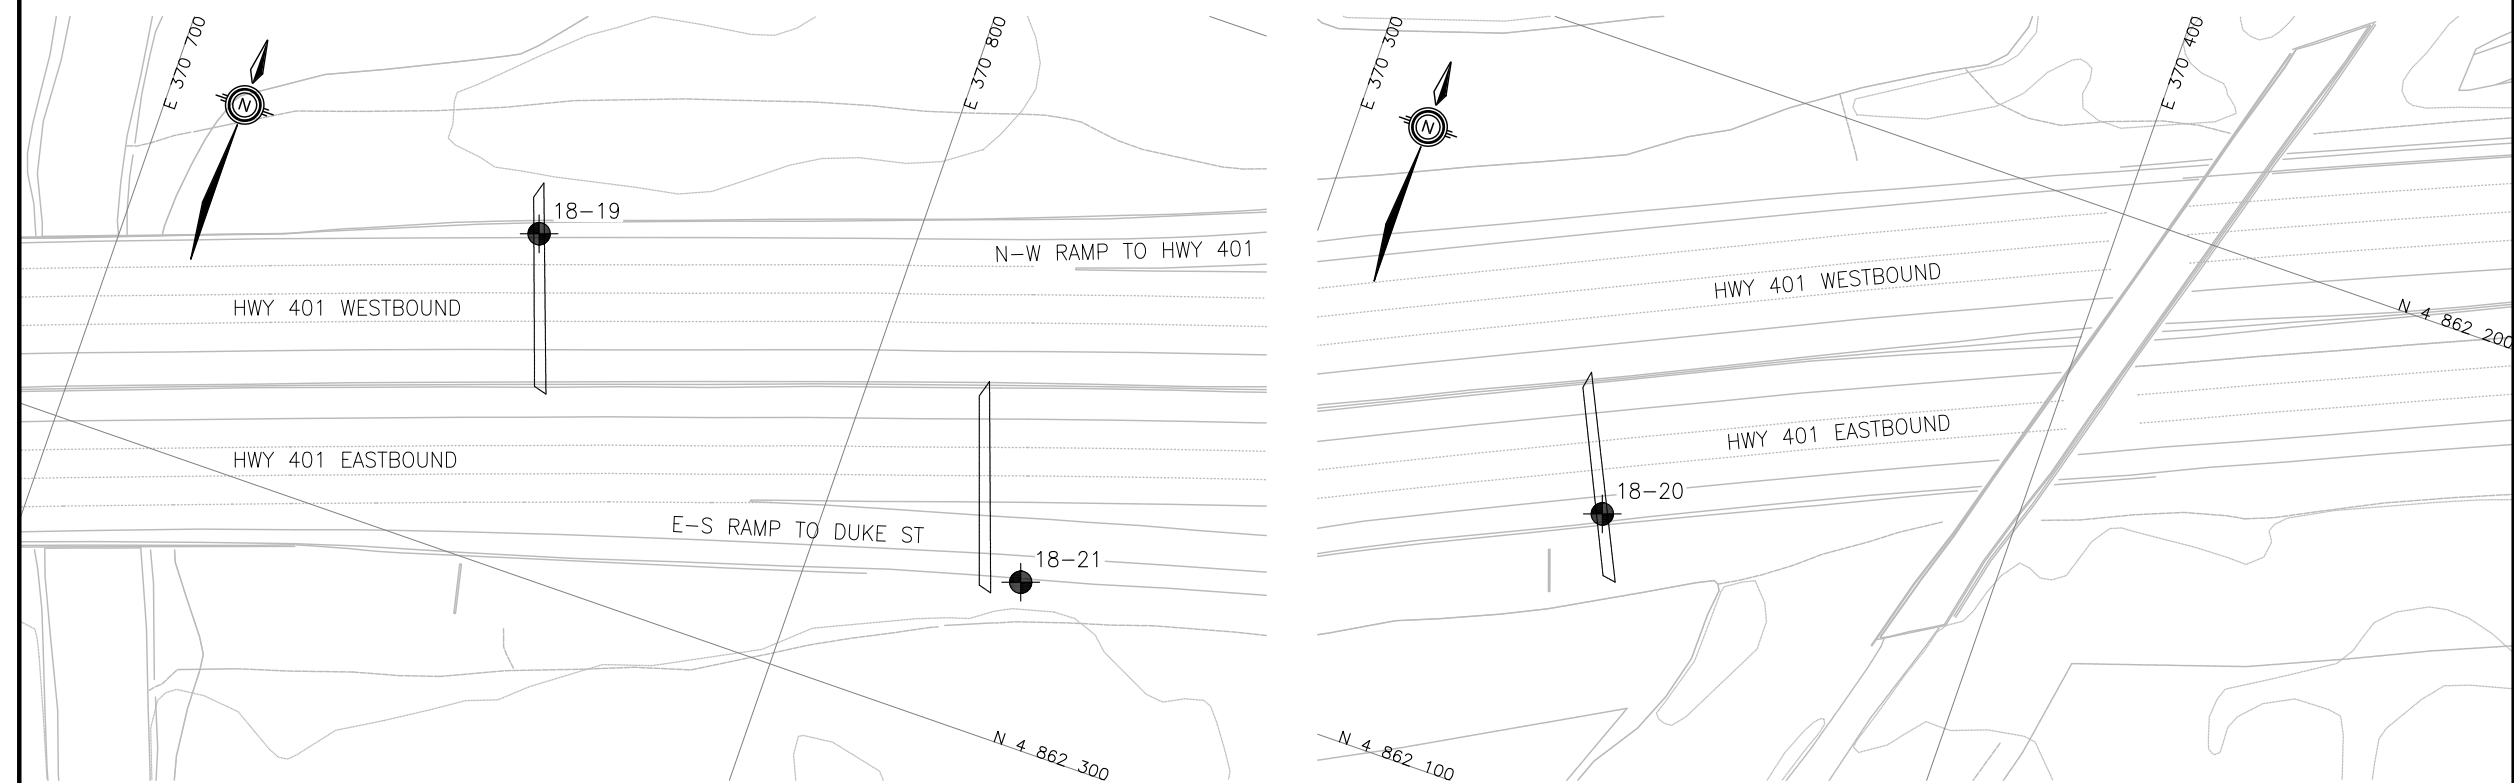 E 370 700
E 370 800
N
18-19
N-W RAMP TO HWY 401
HWY 401 WESTBOUND
HWY 401 EASTBOUND
E-S RAMP TO DUKE ST
18-21
N 4 862 300
E 370 300
E 370 400
N
HWY 401 WESTBOUND
N 4 862 200
HWY 401 EASTBOUND
18-20
N 4 862 100